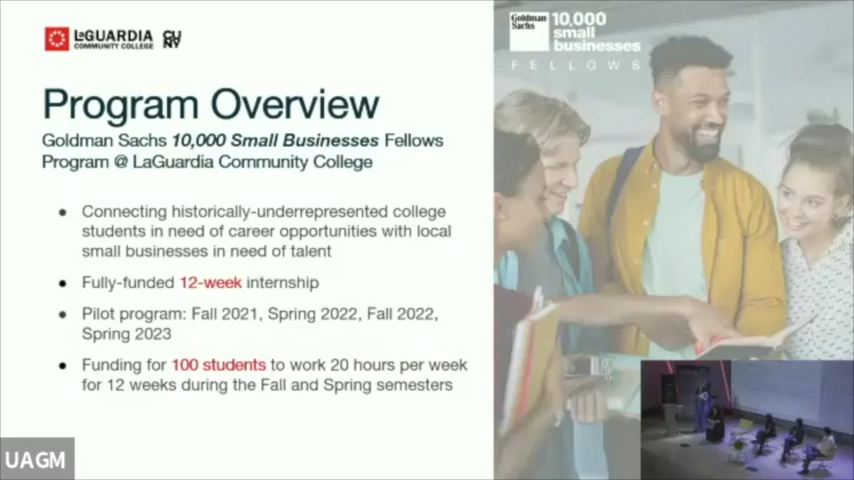 LAGUARDIA
COMMUNITY COLLEGE
CU
NY
Goldman
Sachs
10,000
small
businesses
FELLOWS
Program Overview
Goldman Sachs 10,000 Small Businesses Fellows
Program @ LaGuardia Community College
• Connecting historically-underrepresented college
students in need of career opportunities with local
small businesses in need of talent
• Fully-funded 12-week internship
• Pilot program: Fall 2021, Spring 2022, Fall 2022,
Spring 2023
• Funding for 100 students to work 20 hours per week
for 12 weeks during the Fall and Spring semesters
UAGM